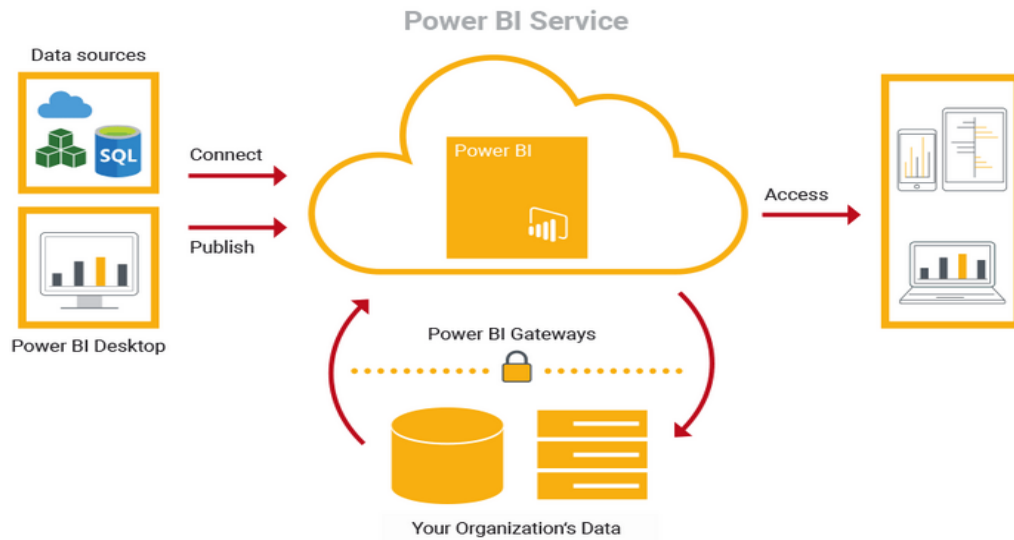 Power BI Service
Data sources
SQL
Connect
Publish
Power BI Desktop
Power BI
Access
Power BI Gateways
Your Organization's Data